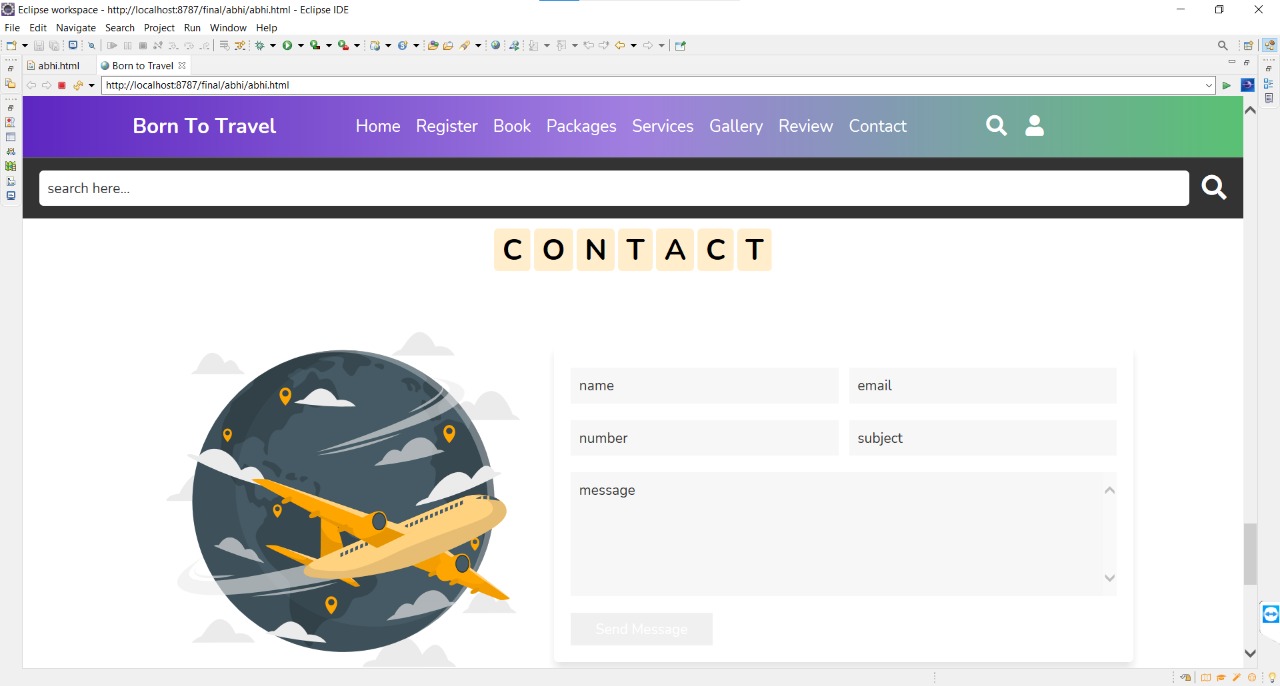 Eclipse workspace - http://localhost:8787/final/abhi/abhi.html - Eclipse IDE
File Edit Navigate Search Project Run Window Help
abhi.html Born to Travel
http://localhost:8787/final/abhi/abhi.html
Born To Travel Home Register Book Packages Services Gallery Review Contact
search here...
CONTACT
name email
number subject
message
Send Message